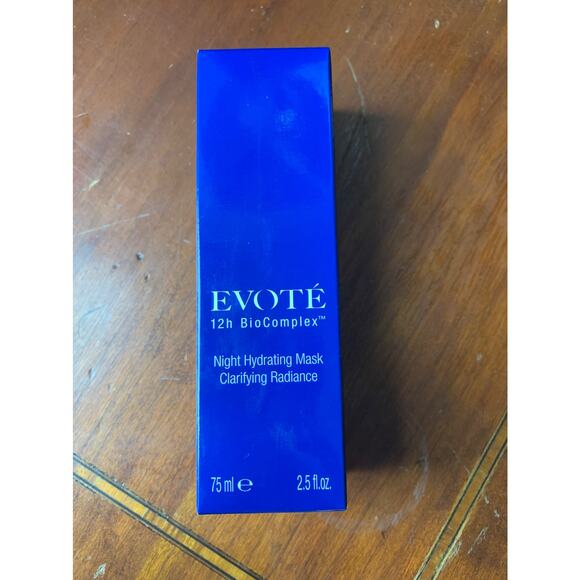 EVOTÉ
12h BioComplex™
Night Hydrating Mask
Clarifying Radiance
75 ml ℮ 2.5 fl.oz.